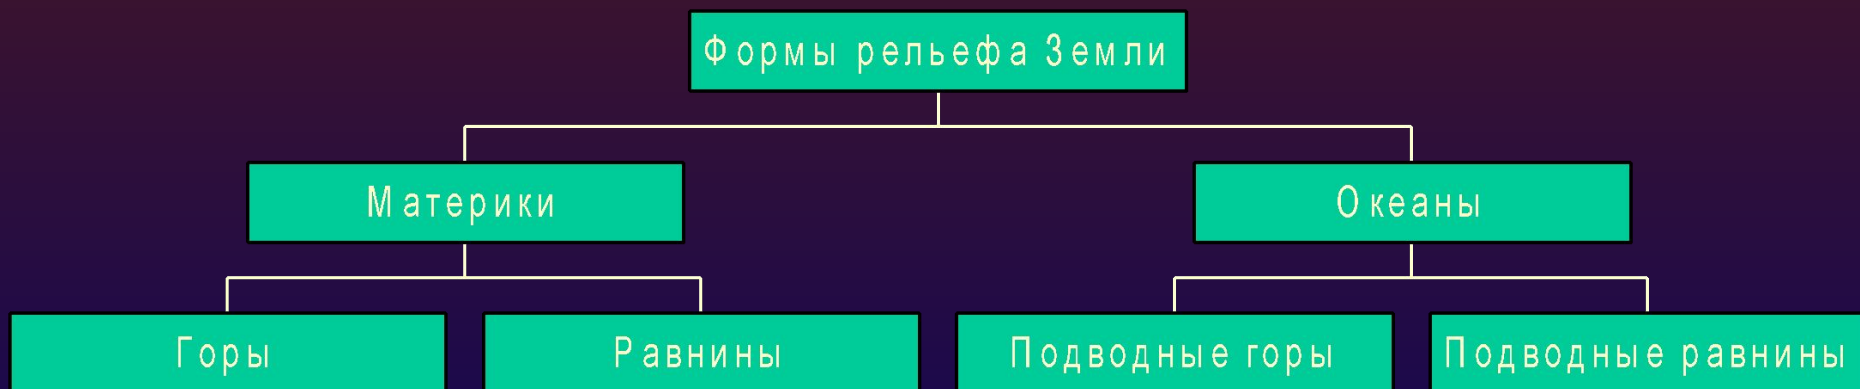 Формы рельефа Земли
Материки
Океаны
Горы
Равнины
Подводные горы
Подводные равнины